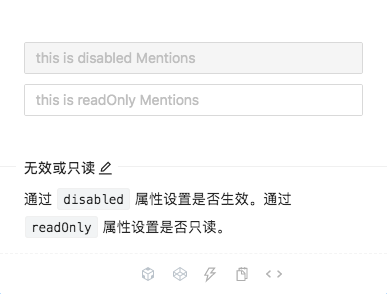 this is disabled Mentions
this is readOnly Mentions
无效或只读
通过 disabled 属性设置是否生效。通过
readOnly 属性设置是否只读。